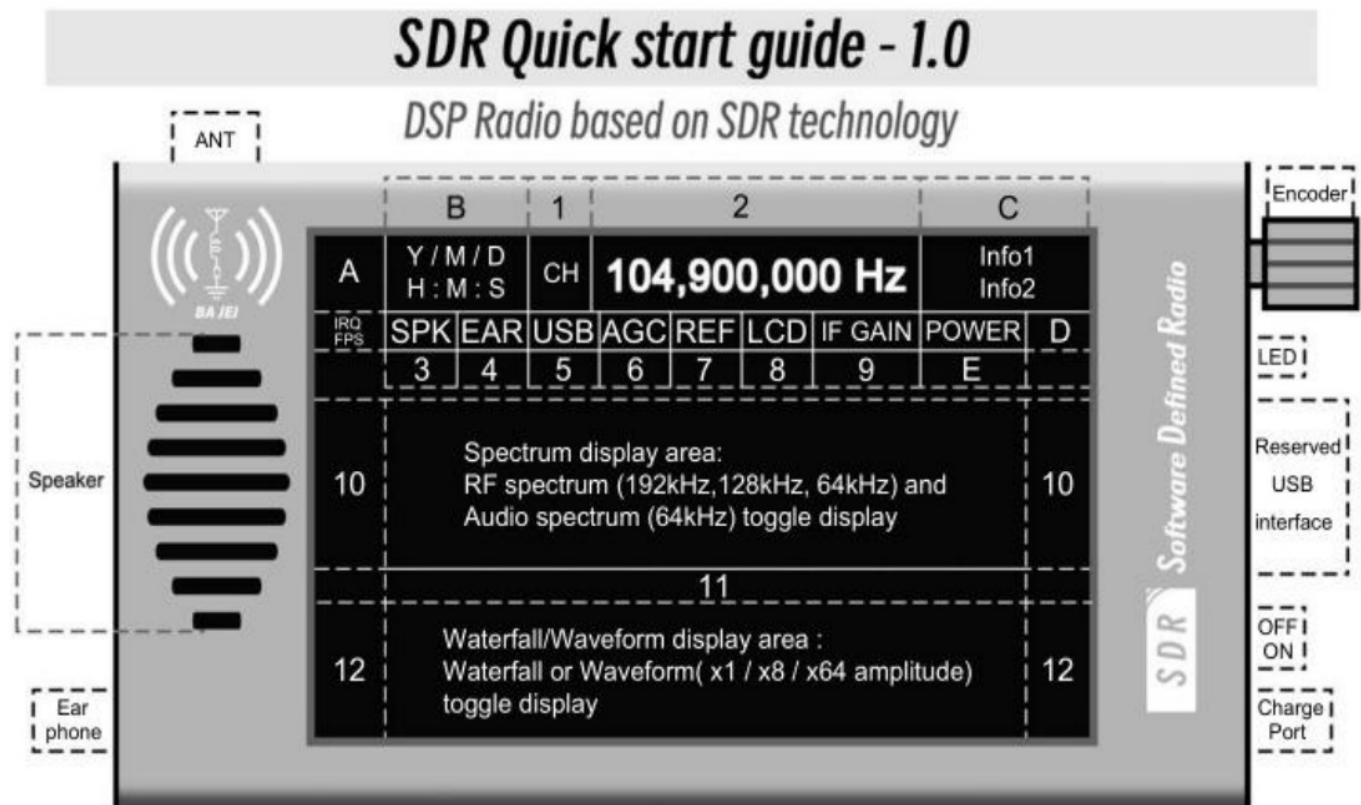 SDR Quick start guide - 1.0
DSP Radio based on SDR technology
ANT
Encoder
B 1 2 C
BA JEI
A
Y / M / D
H : M : S
CH
104,900,000 Hz
Info1
Info2
IRQ
FPS
SPK EAR USB AGC REF LCD IF GAIN POWER D
3 4 5 6 7 8 9 E
LED
Speaker
10
Spectrum display area:
RF spectrum (192kHz,128kHz, 64kHz) and
Audio spectrum (64kHz) toggle display
10
Reserved
USB
interface
11
12
Waterfall/Waveform display area :
Waterfall or Waveform( x1 / x8 / x64 amplitude)
toggle display
12
SDR Software Defined Radio
OFF
ON
Ear
phone
Charge
Port